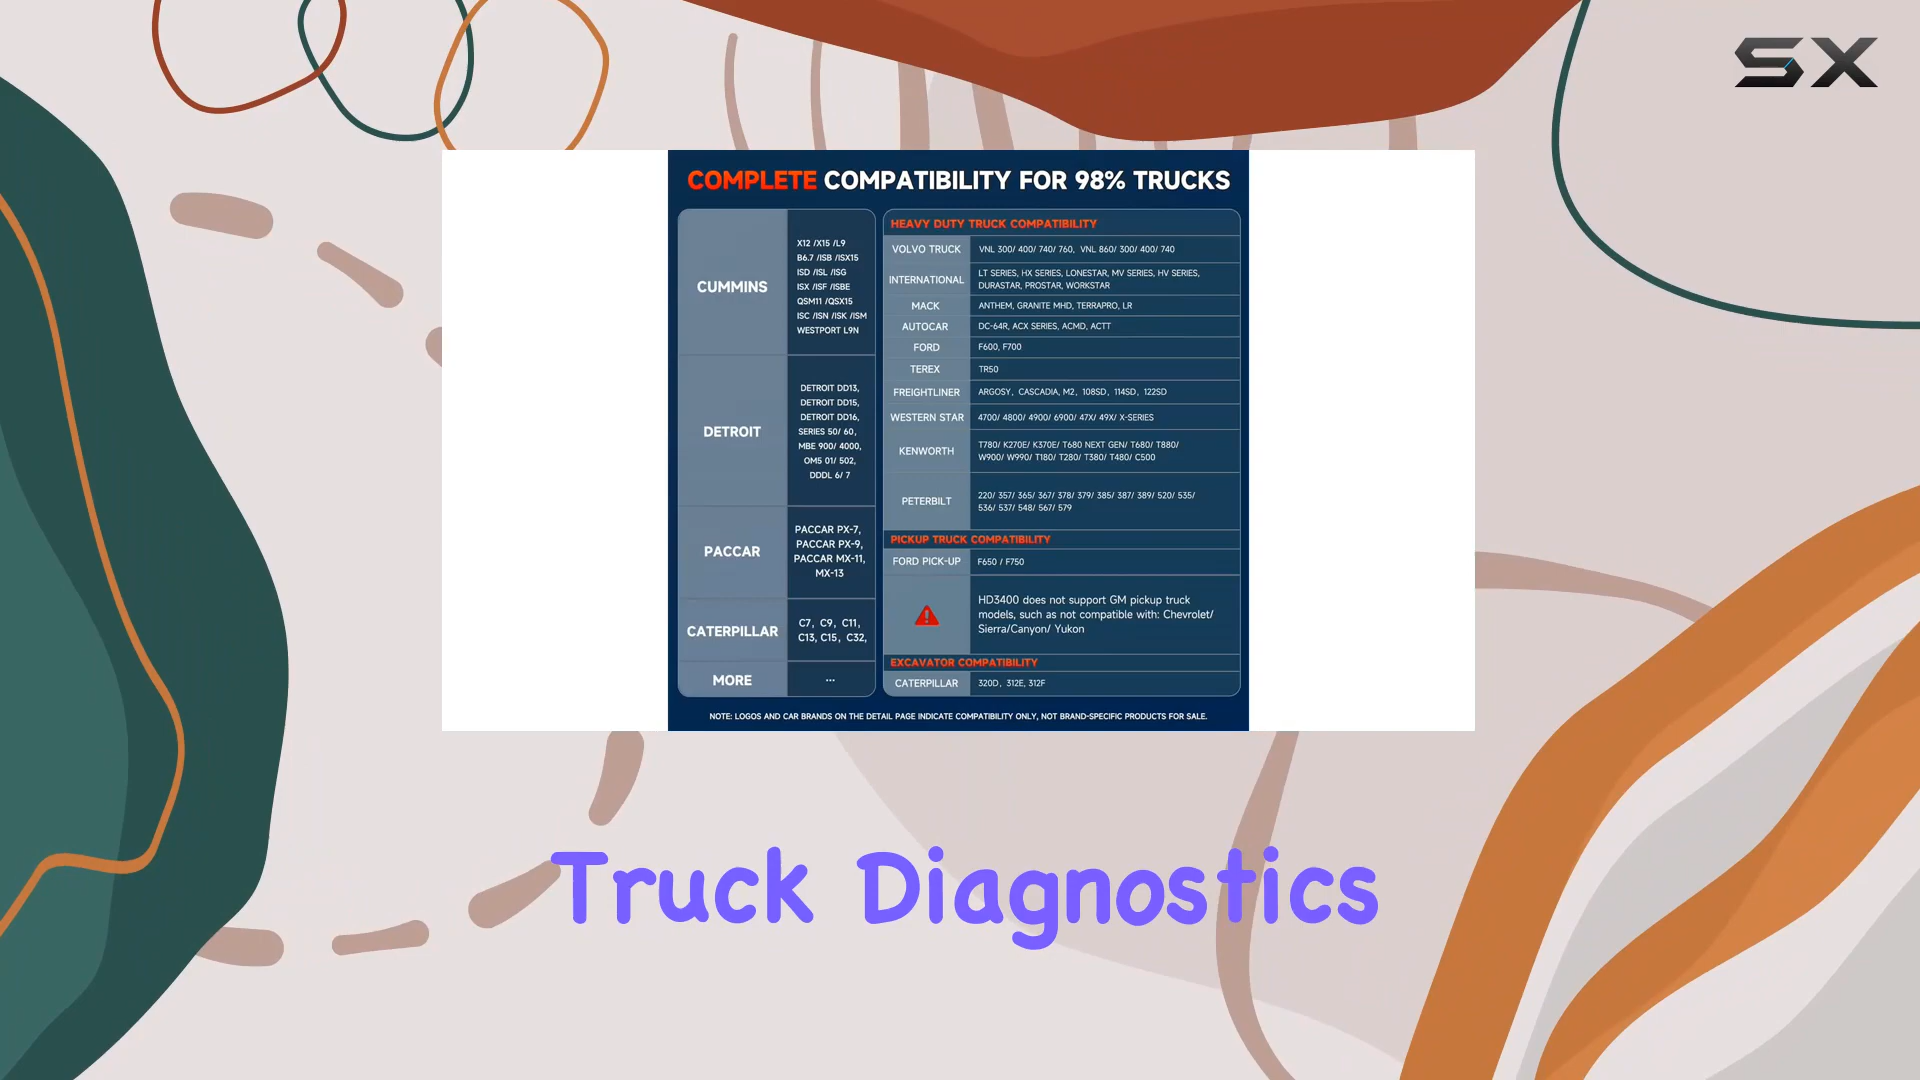 SX
COMPLETE COMPATIBILITY FOR 98% TRUCKS
CUMMINS
X12 /X15 /L9
B6.7 /ISB /ISX15
ISD /ISL /ISG
ISX /ISF /ISBE
QSM11 /QSX15
ISC /ISN /ISK /ISM
WESTPORT L9N
DETROIT
DETROIT DD13,
DETROIT DD15,
DETROIT DD16,
SERIES 50/ 60,
MBE 900/ 4000,
OM5 01/ 502,
DDDL 6/ 7
PACCAR
PACCAR PX-7,
PACCAR PX-9,
PACCAR MX-11,
MX-13
CATERPILLAR
C7, C9, C11,
C13, C15, C32,
MORE
...
HEAVY DUTY TRUCK COMPATIBILITY
VOLVO TRUCK
VNL 300/ 400/ 740/ 760, VNL 860/ 300/ 400/ 740
INTERNATIONAL
LT SERIES, HX SERIES, LONESTAR, MV SERIES, HV SERIES,
DURASTAR, PROSTAR, WORKSTAR
MACK
ANTHEM, GRANITE MHD, TERRAPRO, LR
AUTOCAR
DC-64R, ACX SERIES, ACMD, ACTT
FORD
F600, F700
TEREX
TR50
FREIGHTLINER
ARGOSY, CASCADIA, M2, 108SD, 114SD, 122SD
WESTERN STAR
4700/ 4800/ 4900/ 6900/ 47X/ 49X/ X-SERIES
KENWORTH
T780/ K270E/ K370E/ T680 NEXT GEN/ T680/ T880/
W900/ W990/ T180/ T280/ T380/ T480/ C500
PETERBILT
220/ 357/ 365/ 367/ 378/ 379/ 385/ 387/ 389/ 520/ 535/
536/ 537/ 548/ 567/ 579
PICKUP TRUCK COMPATIBILITY
FORD PICK-UP
F650 / F750
HD3400 does not support GM pickup truck
models, such as not compatible with: Chevrolet/
Sierra/Canyon/ Yukon
EXCAVATOR COMPATIBILITY
CATERPILLAR
320D, 312E, 312F
NOTE: LOGOS AND CAR BRANDS ON THE DETAIL PAGE INDICATE COMPATIBILITY ONLY, NOT BRAND-SPECIFIC PRODUCTS FOR SALE.
Truck Diagnostics